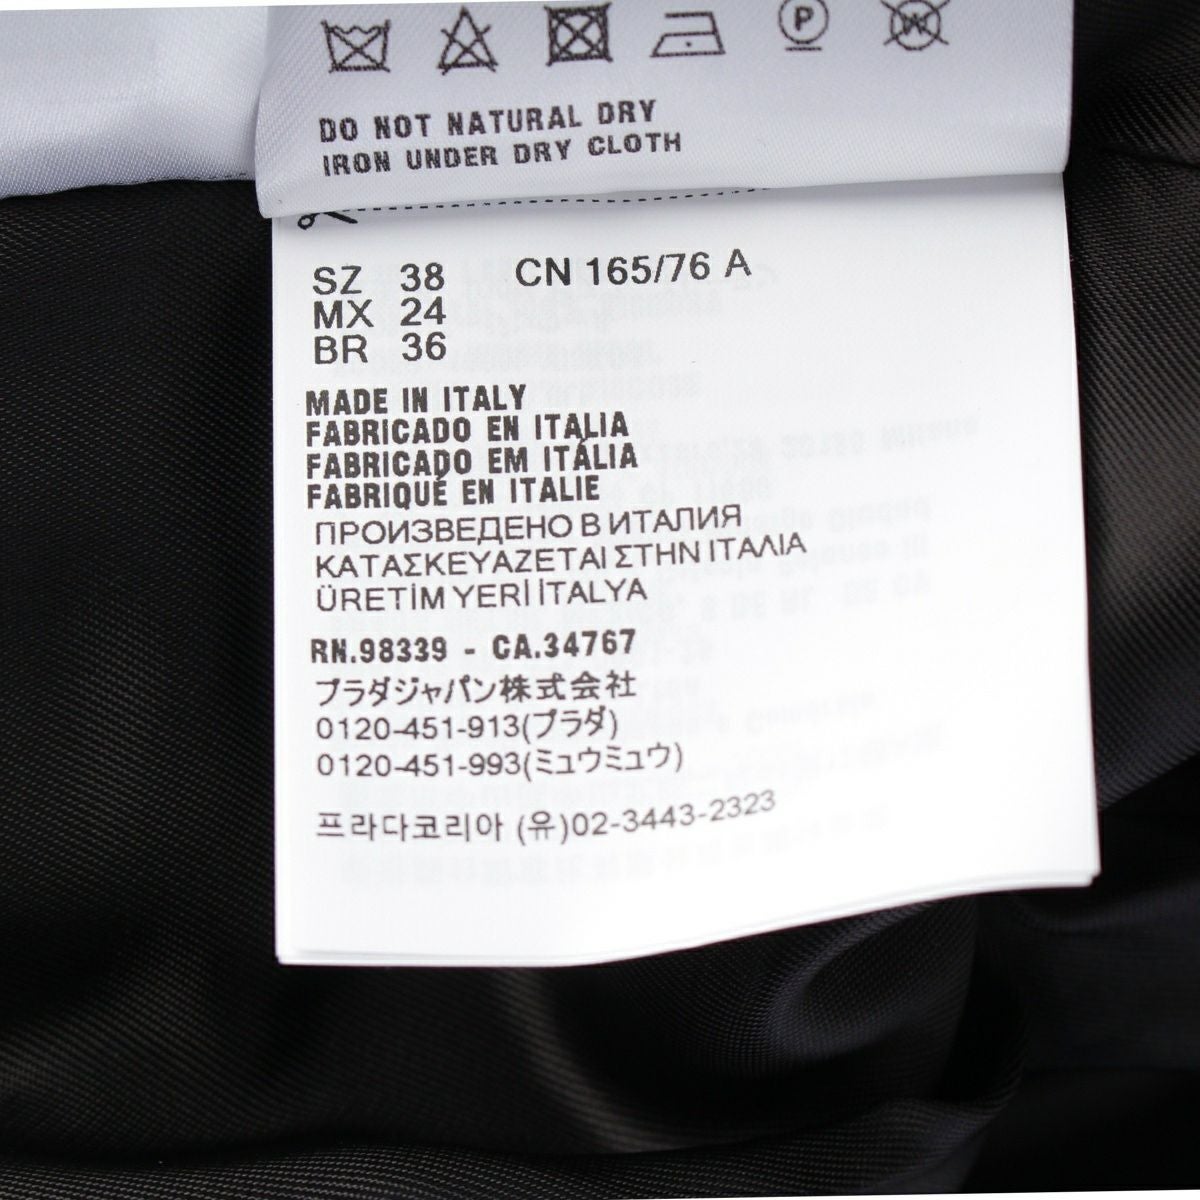 P
W
DO NOT NATURAL DRY
IRON UNDER DRY CLOTH
SZ 38 CN 165/76 A
MX 24
BR 36
MADE IN ITALY
FABRICADO EN ITALIA
FABRICADO EM ITÁLIA
FABRIQUÉ EN ITALIE
ПРОИЗВЕДЕНО В ИТАЛИЯ
ΚΑΤΑΣΚΕΥΑΖΕΤΑΙ ΣΤΗΝ ΙΤΑΛΙΑ
ÜRETİM YERİ İTALYA
RN.98339 - CA.34767
プラダジャパン株式会社
0120-451-913(プラダ)
0120-451-993(ミュウミュウ)
프라다코리아 (유)02-3443-2323